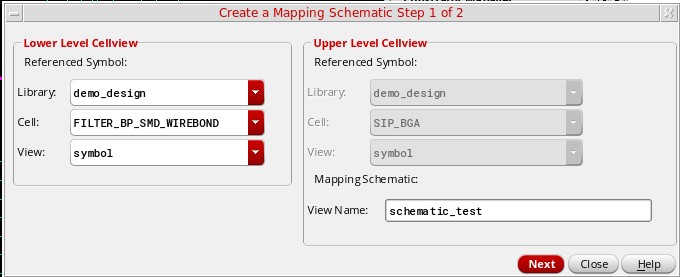 Create a Mapping Schematic Step 1 of 2
Lower Level Cellview
Referenced Symbol:
Library: demo_design
Cell: FILTER_BP_SMD_WIREBOND
View: symbol
Upper Level Cellview
Referenced Symbol:
Library: demo_design
Cell: SIP_BGA
View: symbol
Mapping Schematic:
View Name: schematic_test
Next Close Help